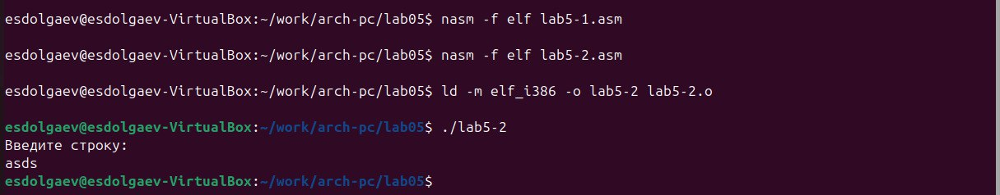 esdolgaev@esdolgaev-VirtualBox:~/work/arch-pc/lab05$ nasm -f elf lab5-1.asm
esdolgaev@esdolgaev-VirtualBox:~/work/arch-pc/lab05$ nasm -f elf lab5-2.asm
esdolgaev@esdolgaev-VirtualBox:~/work/arch-pc/lab05$ ld -m elf_i386 -o lab5-2 lab5-2.o
esdolgaev@esdolgaev-VirtualBox:~/work/arch-pc/lab05$ ./lab5-2
Введите строку:
asds
esdolgaev@esdolgaev-VirtualBox:~/work/arch-pc/lab05$